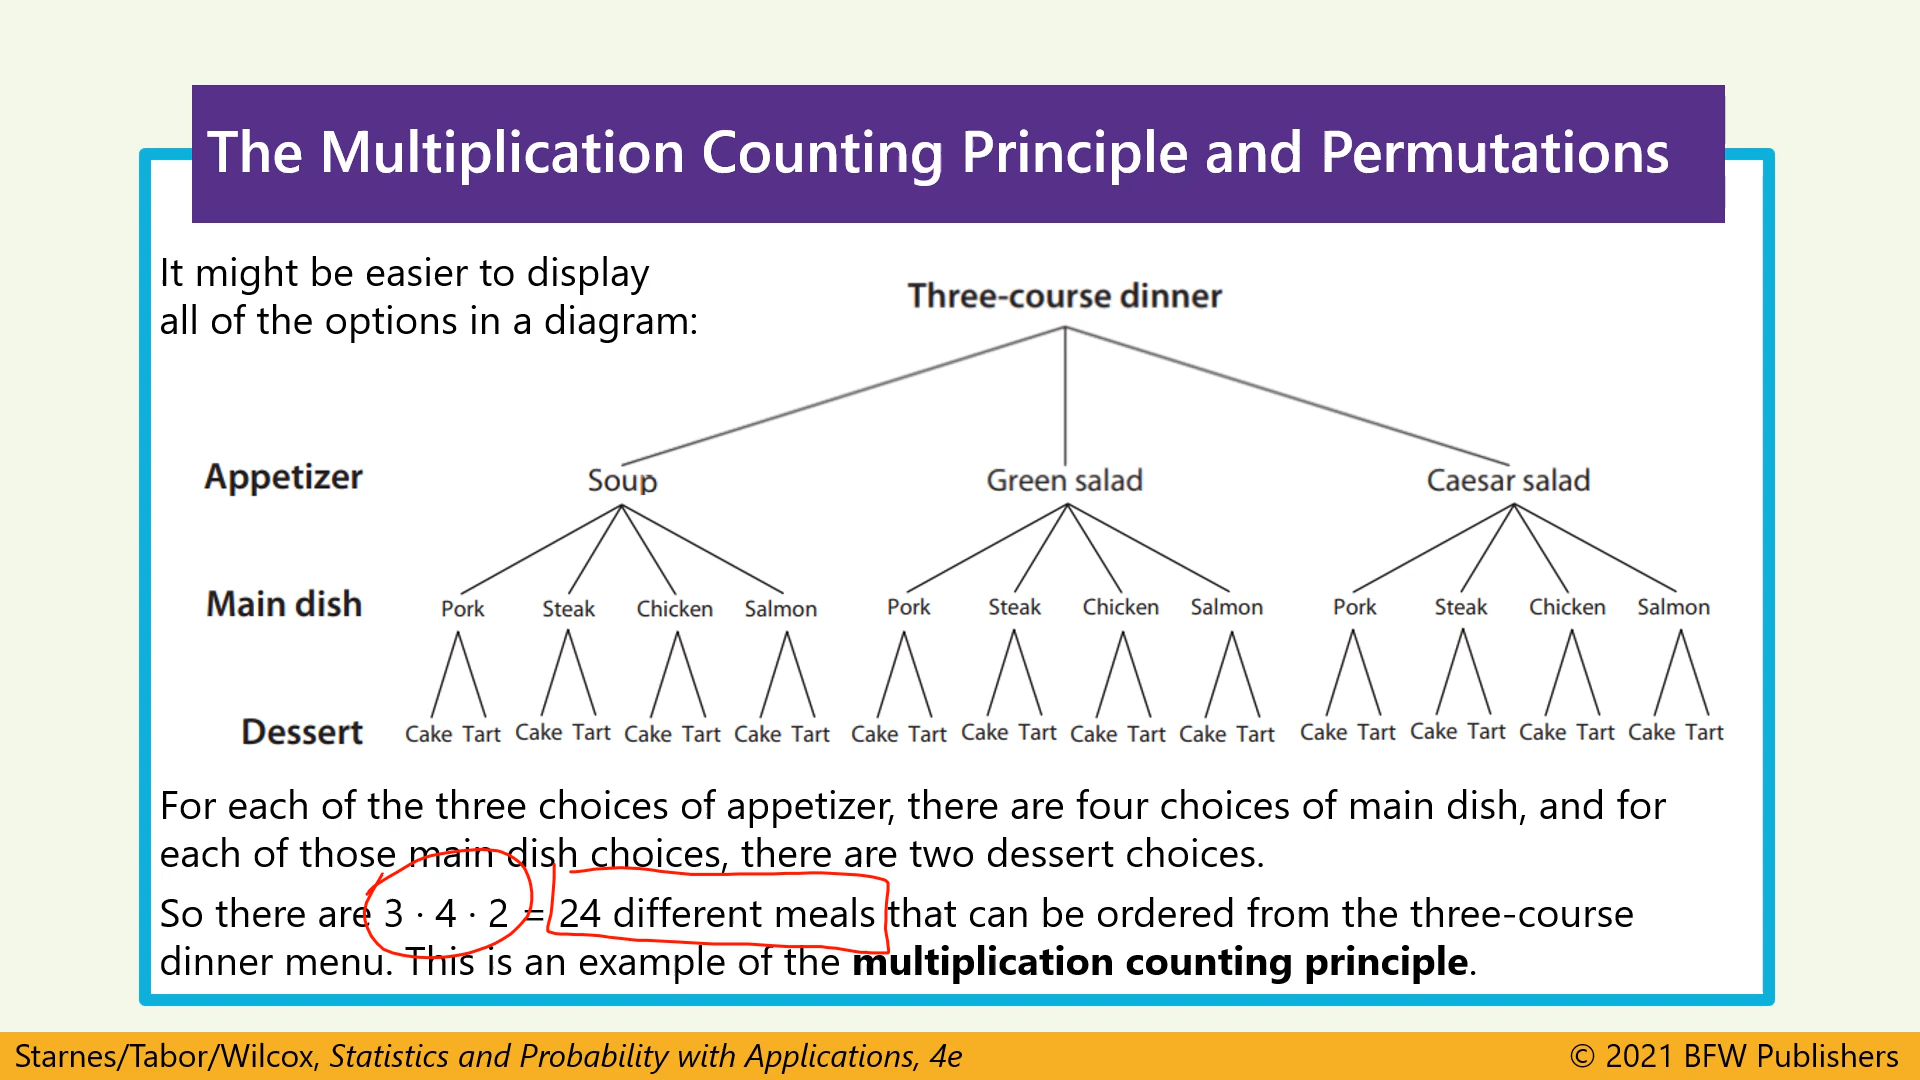 The Multiplication Counting Principle and Permutations
It might be easier to display
all of the options in a diagram:
Three-course dinner
Appetizer Soup Green salad Caesar salad
Main dish Pork Steak Chicken Salmon Pork Steak Chicken Salmon Pork Steak Chicken Salmon
Dessert Cake Tart Cake Tart Cake Tart Cake Tart Cake Tart Cake Tart Cake Tart Cake Tart Cake Tart Cake Tart Cake Tart Cake Tart
For each of the three choices of appetizer, there are four choices of main dish, and for
each of those main dish choices, there are two dessert choices.
So there are 3 · 4 · 2 = 24 different meals that can be ordered from the three-course
dinner menu. This is an example of the multiplication counting principle.
Starnes/Tabor/Wilcox, Statistics and Probability with Applications, 4e © 2021 BFW Publishers